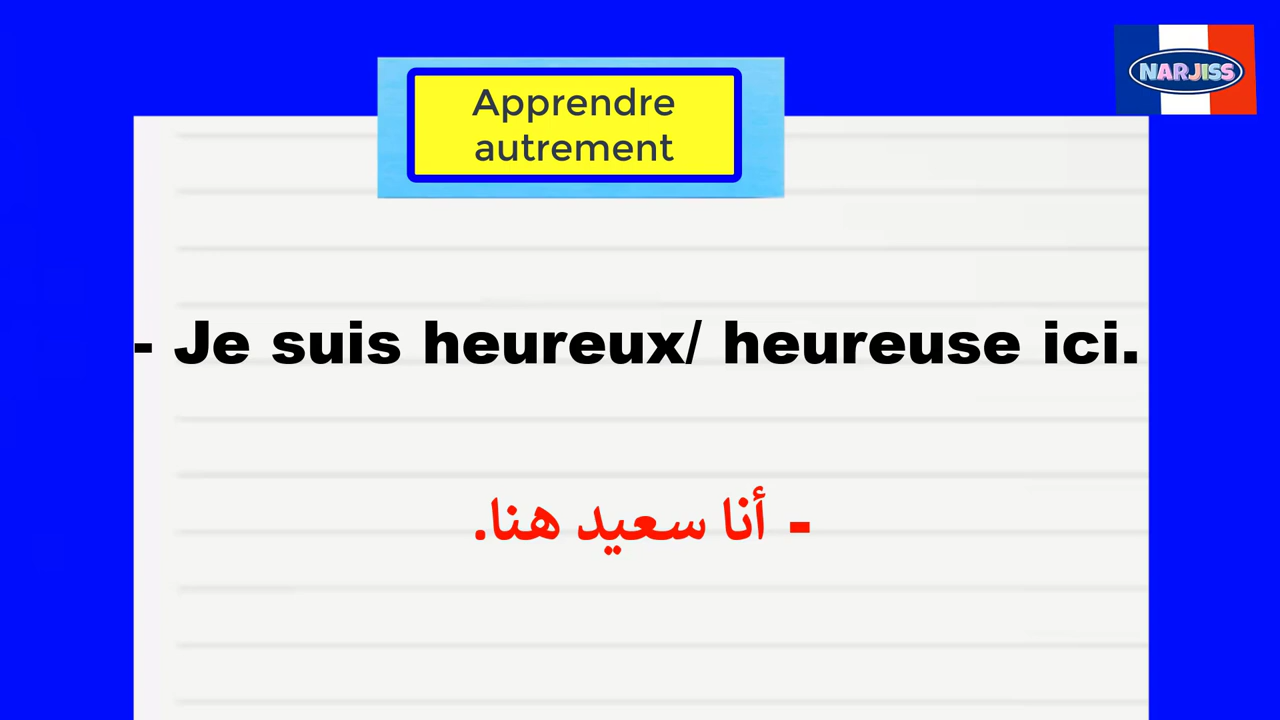 NARJISS
Apprendre
autrement
- Je suis heureux/ heureuse ici.
- أنا سعيد هنا.